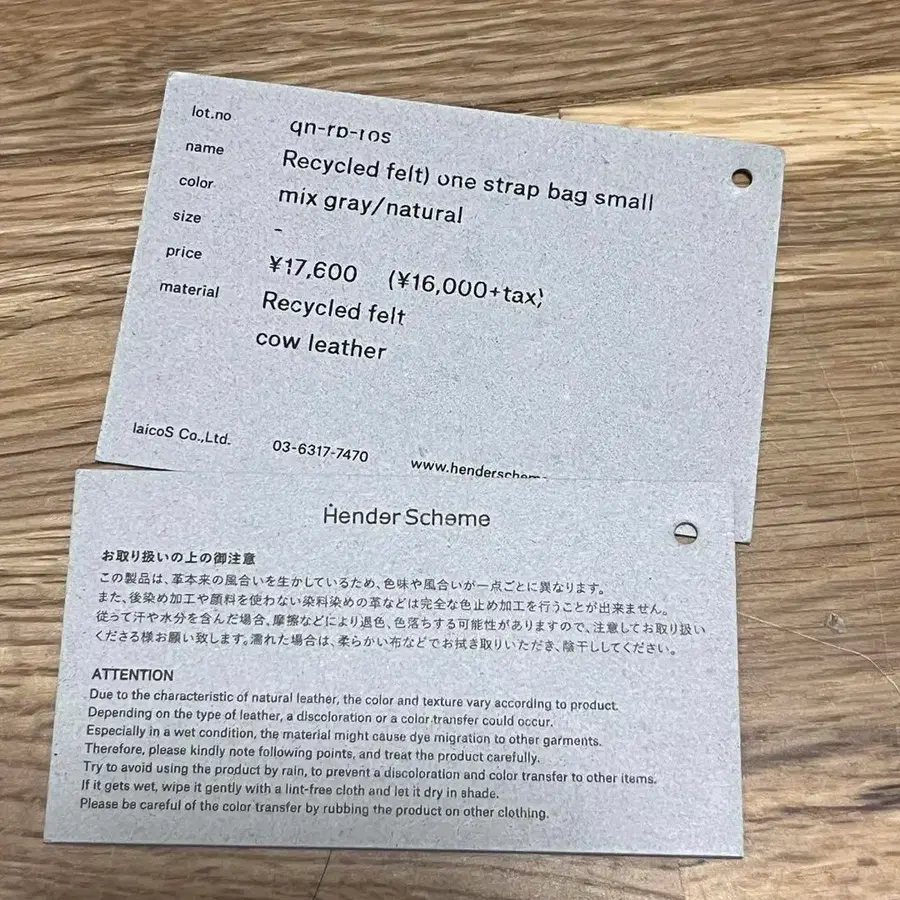 lot.no qn-rb-ros
name Recycled felt) one strap bag small
color mix gray/natural
size -
price ¥17,600 (¥16,000+tax)
material Recycled felt
cow leather
laicoS Co.,Ltd. 03-6317-7470 www.henderscheme
Hender Scheme
お取り扱いの上の御注意
この製品は、革本来の風合いを生かしているため、色味や風合いが一点ごとに異なります。
また、後染め加工や顔料を使わない染料染めの革などは完全な色止め加工を行うことが出来ません。
従って汗や水分を含んだ場合、摩擦などにより退色、色落ちする可能性がありますので、注意してお取り扱い
くださる様お願い致します。濡れた場合は、柔らかい布などでお拭き取りいただき、陰干ししてください。
ATTENTION
Due to the characteristic of natural leather, the color and texture vary according to product.
Depending on the type of leather, a discoloration or a color transfer could occur.
Especially in a wet condition, the material might cause dye migration to other garments.
Therefore, please kindly note following points, and treat the product carefully.
Try to avoid using the product by rain, to prevent a discoloration and color transfer to other items.
If it gets wet, wipe it gently with a lint-free cloth and let it dry in shade.
Please be careful of the color transfer by rubbing the product on other clothing.